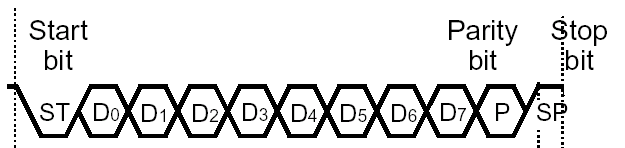 Start Parity Stop
bit bit bit
ST D0 D1 D2 D3 D4 D5 D6 D7 P SP